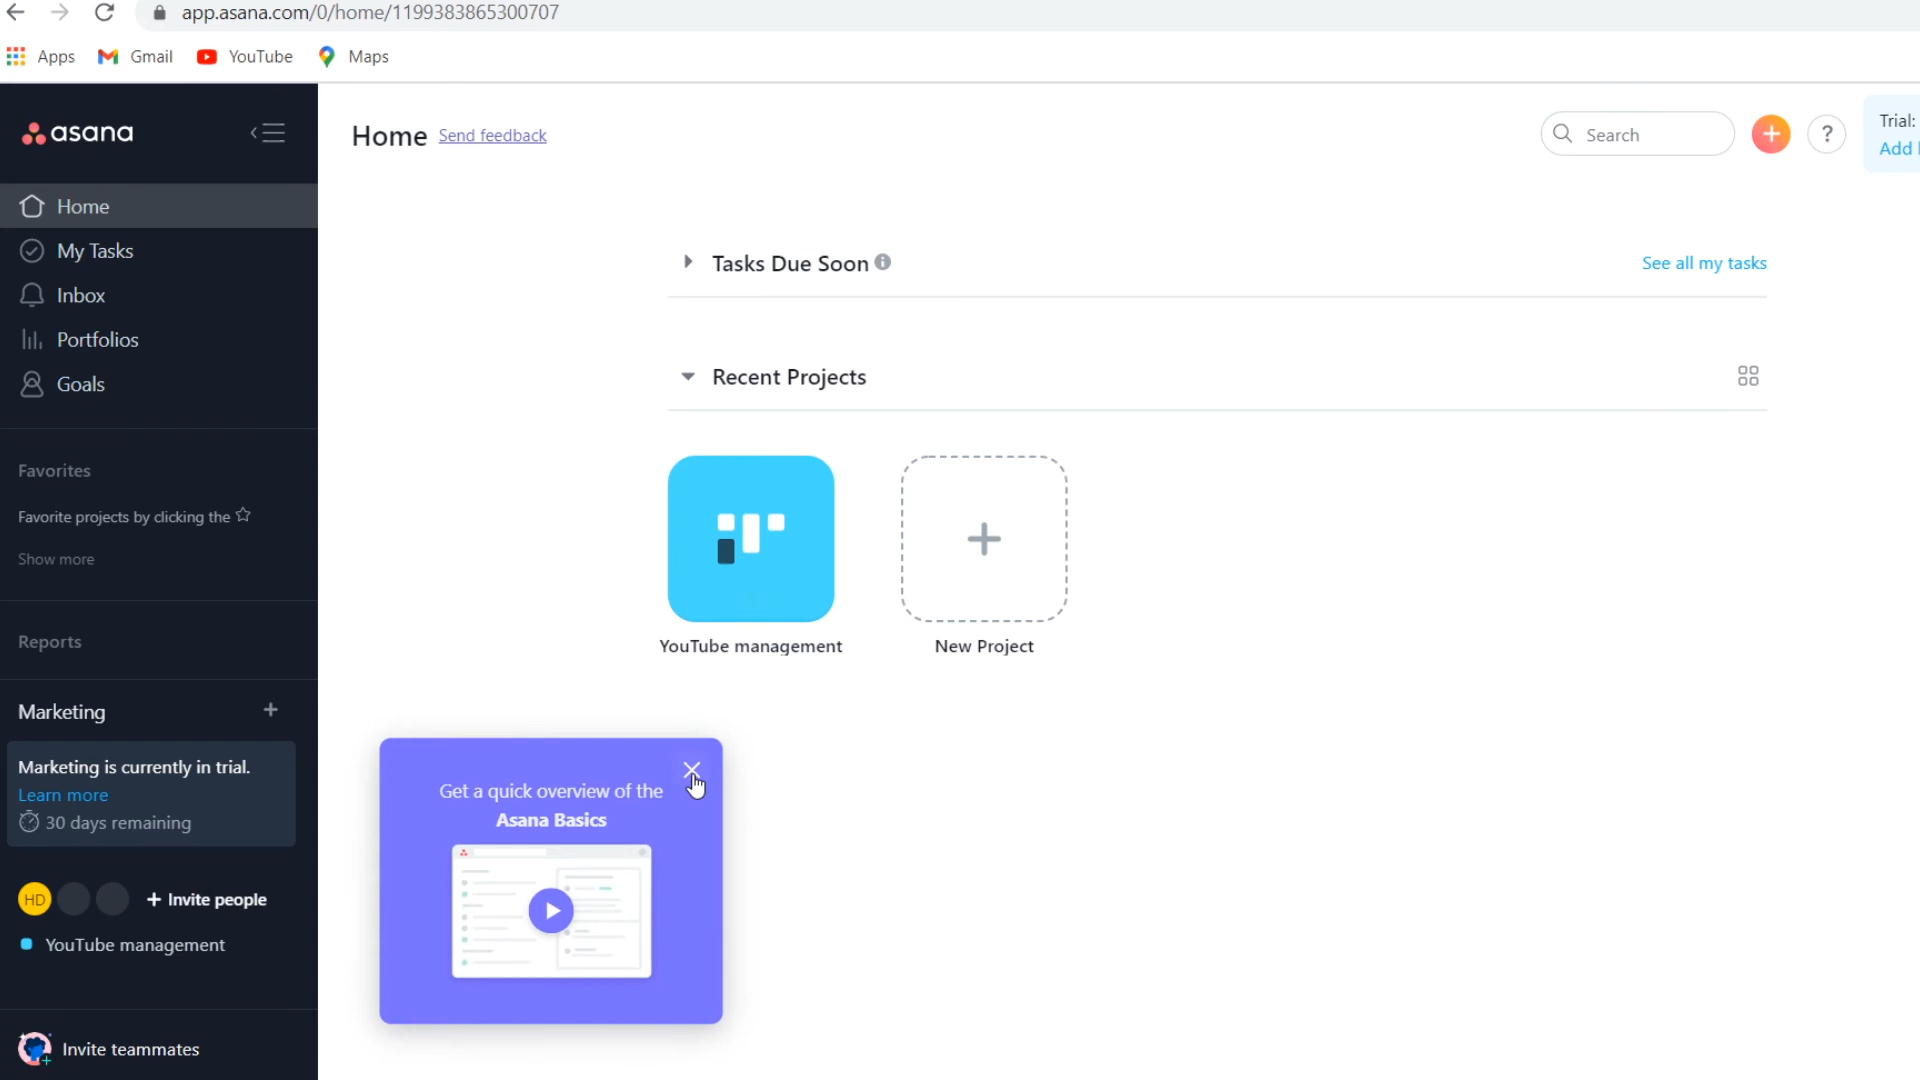 app.asana.com/0/home/1199383865300707
Apps
Gmail
YouTube
Maps
asana
Home
My Tasks
Inbox
Portfolios
Goals
Favorites
Favorite projects by clicking the
Show more
Reports
Marketing +
Marketing is currently in trial.
Learn more
30 days remaining
HD
+ Invite people
YouTube management
Invite teammates
Home Send feedback
Search
?
Trial:
Add
Tasks Due Soon
See all my tasks
Recent Projects
YouTube management
New Project
Get a quick overview of the
Asana Basics